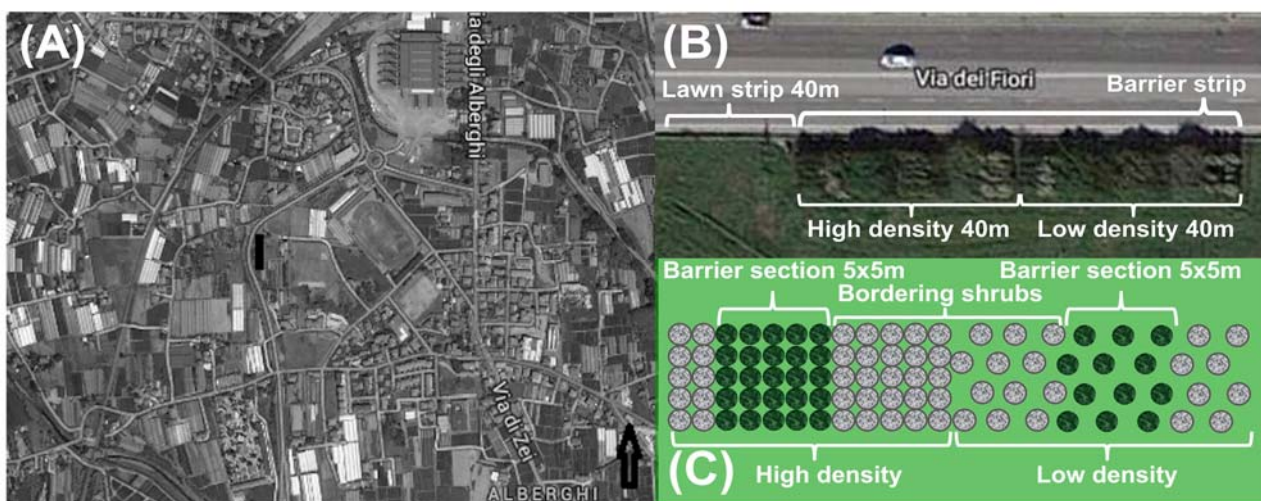 (A)
ia degli Alberghi
Via di Zei
ALBERGHI
(B)
Via dei Fiori
Lawn strip 40m
Barrier strip
High density 40m
Low density 40m
Barrier section 5x5m
Barrier section 5x5m
Bordering shrubs
High density
Low density
(C)